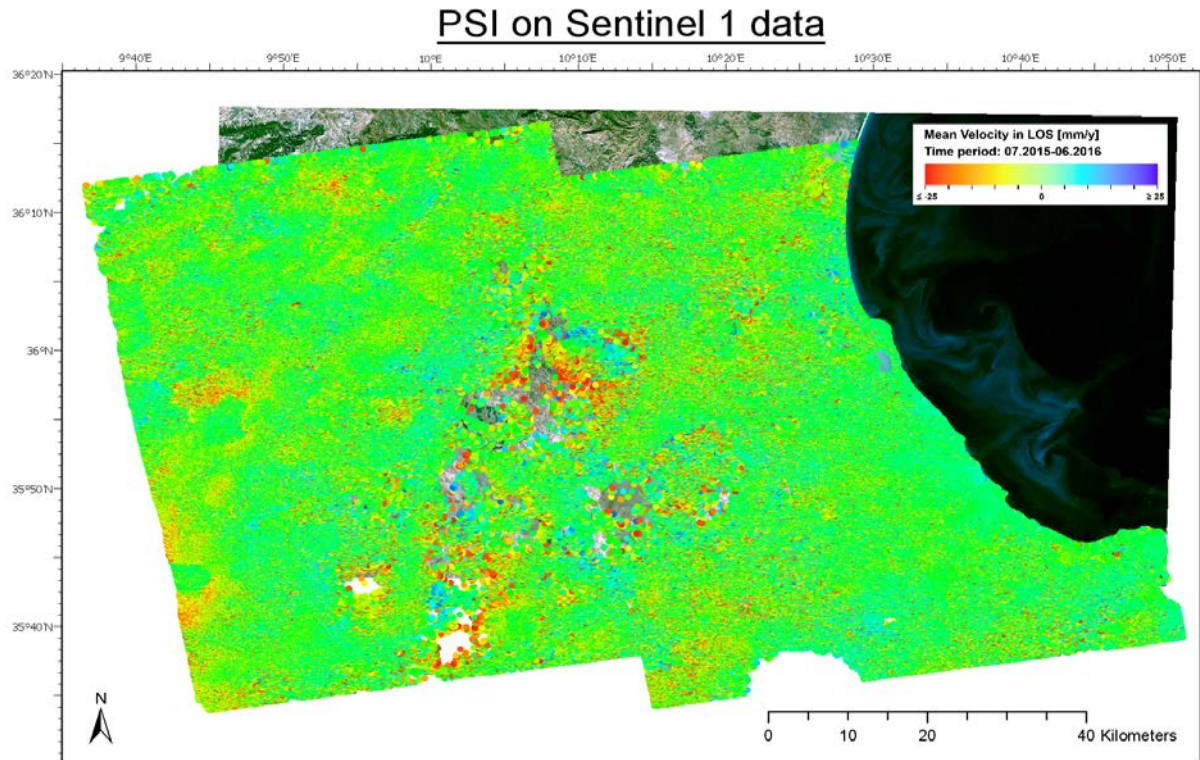 PSI on Sentinel 1 data
9°40'E 9°50'E 10°E 10°10'E 10°20'E 10°30'E 10°40'E 10°50'E
36°20'N
Mean Velocity in LOS [mm/y]
Time period: 07.2015-06.2016
≤ -25 0 ≥ 25
36°10'N
36°N
35°50'N
35°40'N
N
0 10 20 40 Kilometers